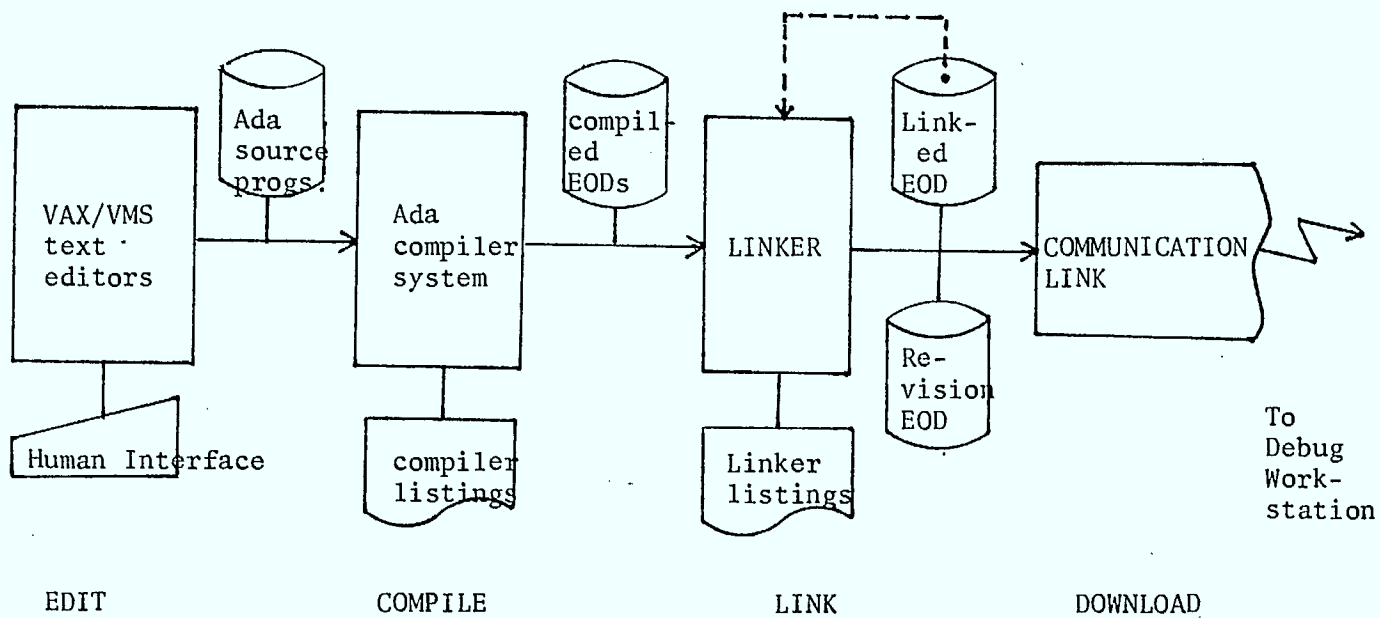 Ada
source
progs.
compil-
ed
EODs
Link-
ed
EOD
VAX/VMS
text
editors
Ada
compiler
system
LINKER
COMMUNICATION
LINK
Re-
vision
EOD
Human Interface
compiler
listings
Linker
listings
To
Debug
Work-
station
EDIT
COMPILE
LINK
DOWNLOAD